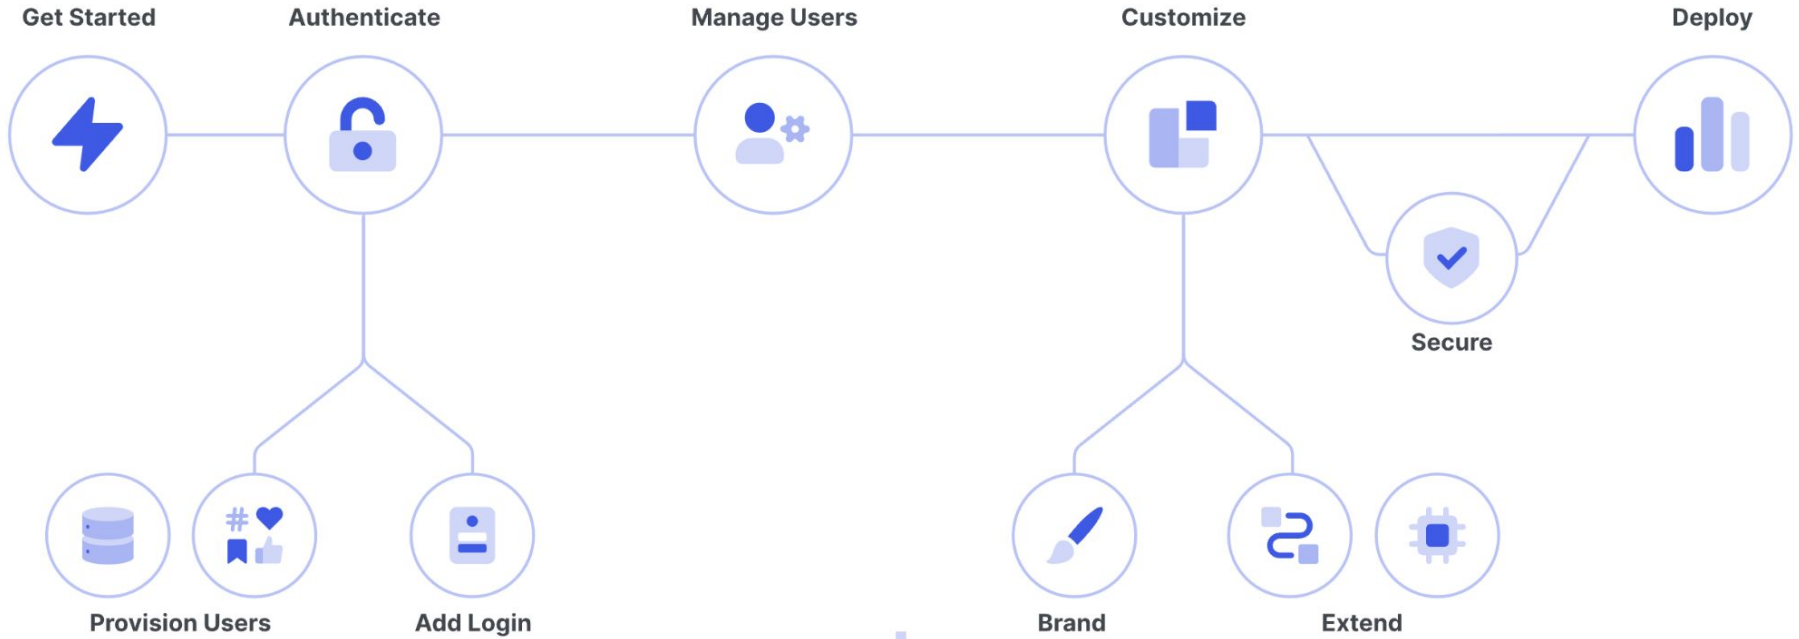 Get Started
Authenticate
Manage Users
Customize
Deploy
Secure
Provision Users
Add Login
Brand
Extend